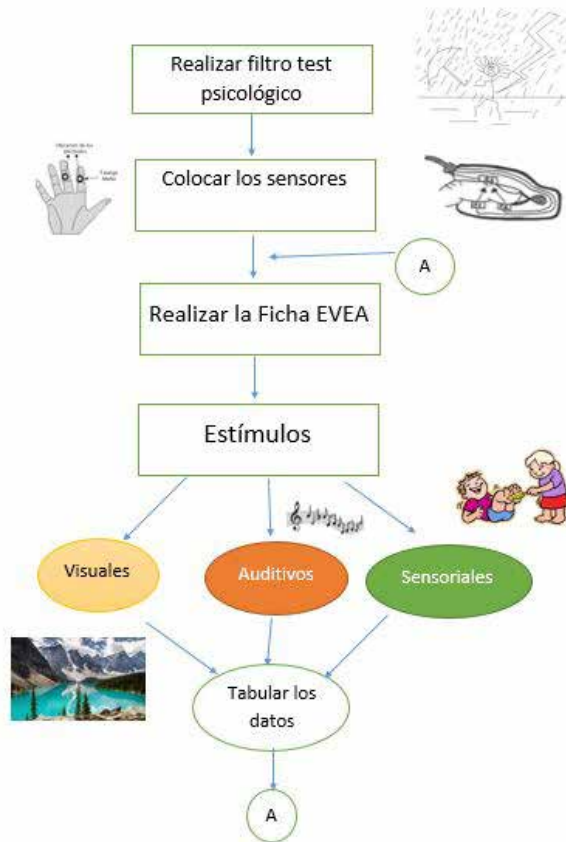 Realizar filtro test
psicológico
Colocar los sensores
A
Realizar la Ficha EVEA
Estímulos
Visuales
Auditivos
Sensoriales
Tabular los
datos
A